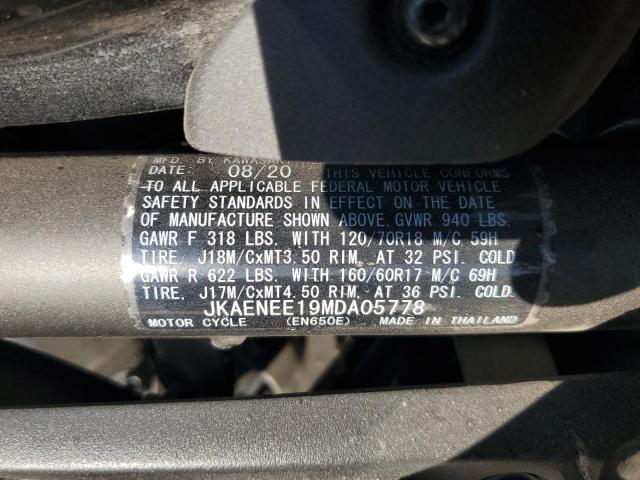 MFD. BY KAWASAKI
DATE: 08/20 THIS VEHICLE CONFORMS
TO ALL APPLICABLE FEDERAL MOTOR VEHICLE
SAFETY STANDARDS IN EFFECT ON THE DATE
OF MANUFACTURE SHOWN ABOVE. GVWR 940 LBS.
GAWR F 318 LBS. WITH 120/70R18 M/C 59H
TIRE, J18M/CxMT3.50 RIM, AT 32 PSI. COLD
GAWR R 622 LBS. WITH 160/60R17 M/C 69H
TIRE, J17M/CxMT4.50 RIM, AT 36 PSI. COLD
JKAENEE19MDA05778
MOTOR CYCLE (EN650E) MADE IN THAILAND